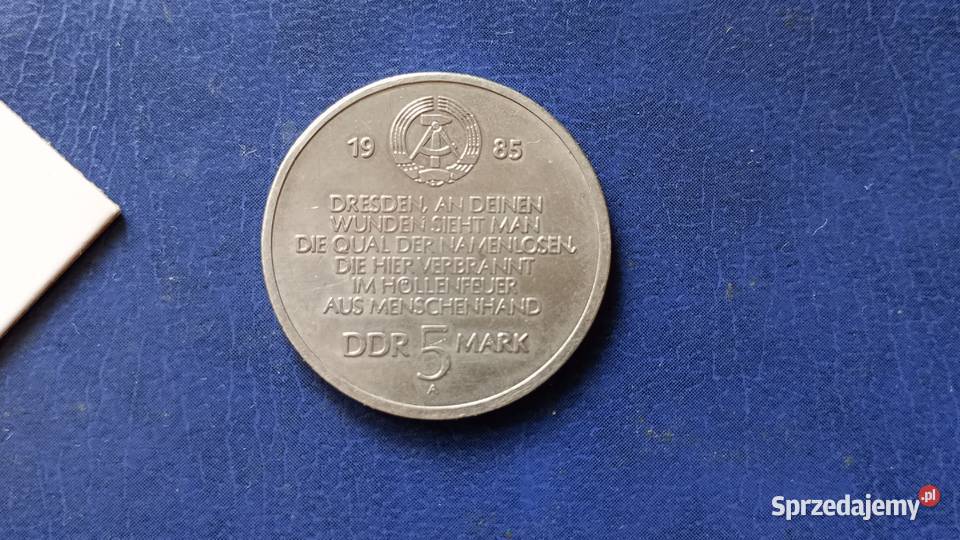 19 85
DRESDEN, AN DEINEN
WUNDEN SIEHT MAN
DIE QUAL DER NAMENLOSEN,
DIE HIER VERBRANNT
IM HÖLLENFEUER
AUS MENSCHENHAND
DDR 5 MARK
A
Sprzedajemy.pl